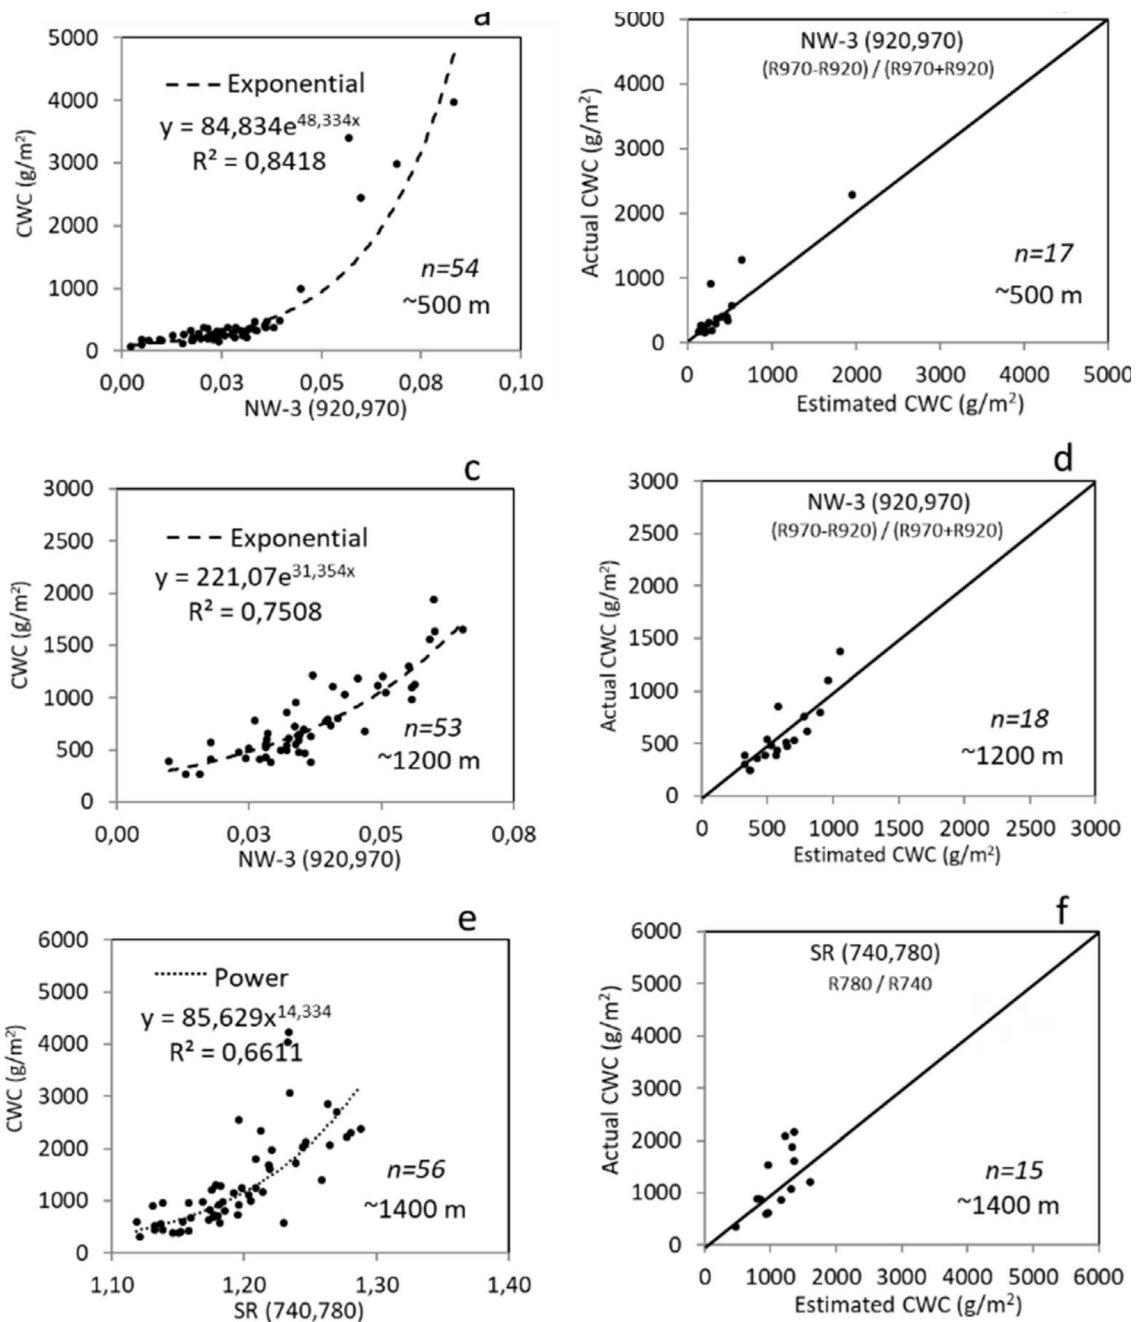 a
5000
4000
3000
2000
1000
0
CWC (g/m²)
Exponential
y = 84,834e^48,334x
R² = 0,8418
n=54
~500 m
0,00 0,03 0,05 0,08 0,10
NW-3 (920,970)
5000
4000
3000
2000
1000
0
Actual CWC (g/m²)
NW-3 (920,970)
(R970-R920) / (R970+R920)
n=17
~500 m
0 1000 2000 3000 4000 5000
Estimated CWC (g/m²)
c
3000
2500
2000
1500
1000
500
0
CWC (g/m²)
Exponential
y = 221,07e^31,354x
R² = 0,7508
n=53
~1200 m
0,00 0,03 0,05 0,08
NW-3 (920,970)
d
3000
2500
2000
1500
1000
500
0
Actual CWC (g/m²)
NW-3 (920,970)
(R970-R920) / (R970+R920)
n=18
~1200 m
0 500 1000 1500 2000 2500 3000
Estimated CWC (g/m²)
e
6000
5000
4000
3000
2000
1000
0
CWC (g/m²)
Power
y = 85,629x^14,334
R² = 0,6611
n=56
~1400 m
1,10 1,20 1,30 1,40
SR (740,780)
f
6000
5000
4000
3000
2000
1000
0
Actual CWC (g/m²)
SR (740,780)
R780 / R740
n=15
~1400 m
0 1000 2000 3000 4000 5000 6000
Estimated CWC (g/m²)